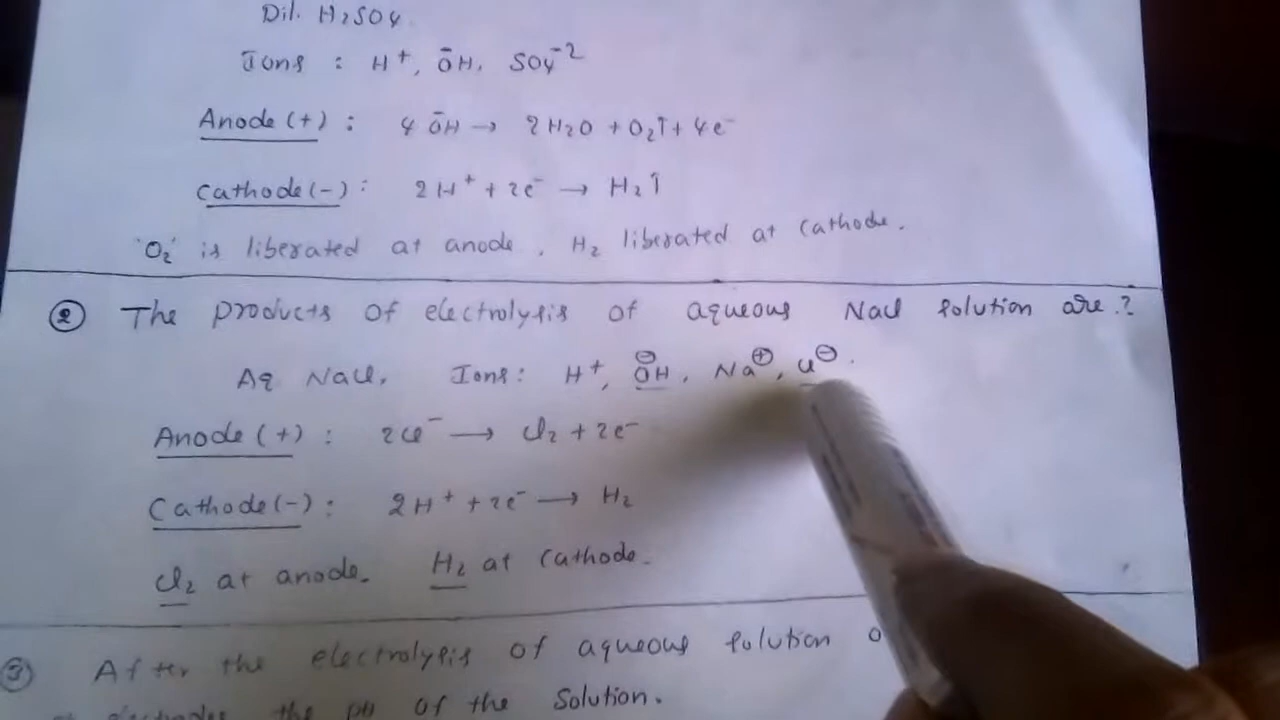 Dil. H2SO4
Ions : H+, ŌH, SO4-2
Anode (+) : 4 ŌH → 2H2O + O2↑ + 4e-
Cathode (-) : 2H+ + 2e- → H2↑
'O2' is liberated at anode, H2 liberated at Cathode.
② The products of electrolysis of aqueous NaCl solution are?
Aq NaCl, Ions: H+, OH⊖, Na⊕, Cl⊖.
Anode (+) : 2Cl- → Cl2 + 2e-
Cathode (-) : 2H+ + 2e- → H2
Cl2 at anode. H2 at Cathode.
③ After the electrolysis of aqueous solution
electrodes the pH of the Solution.